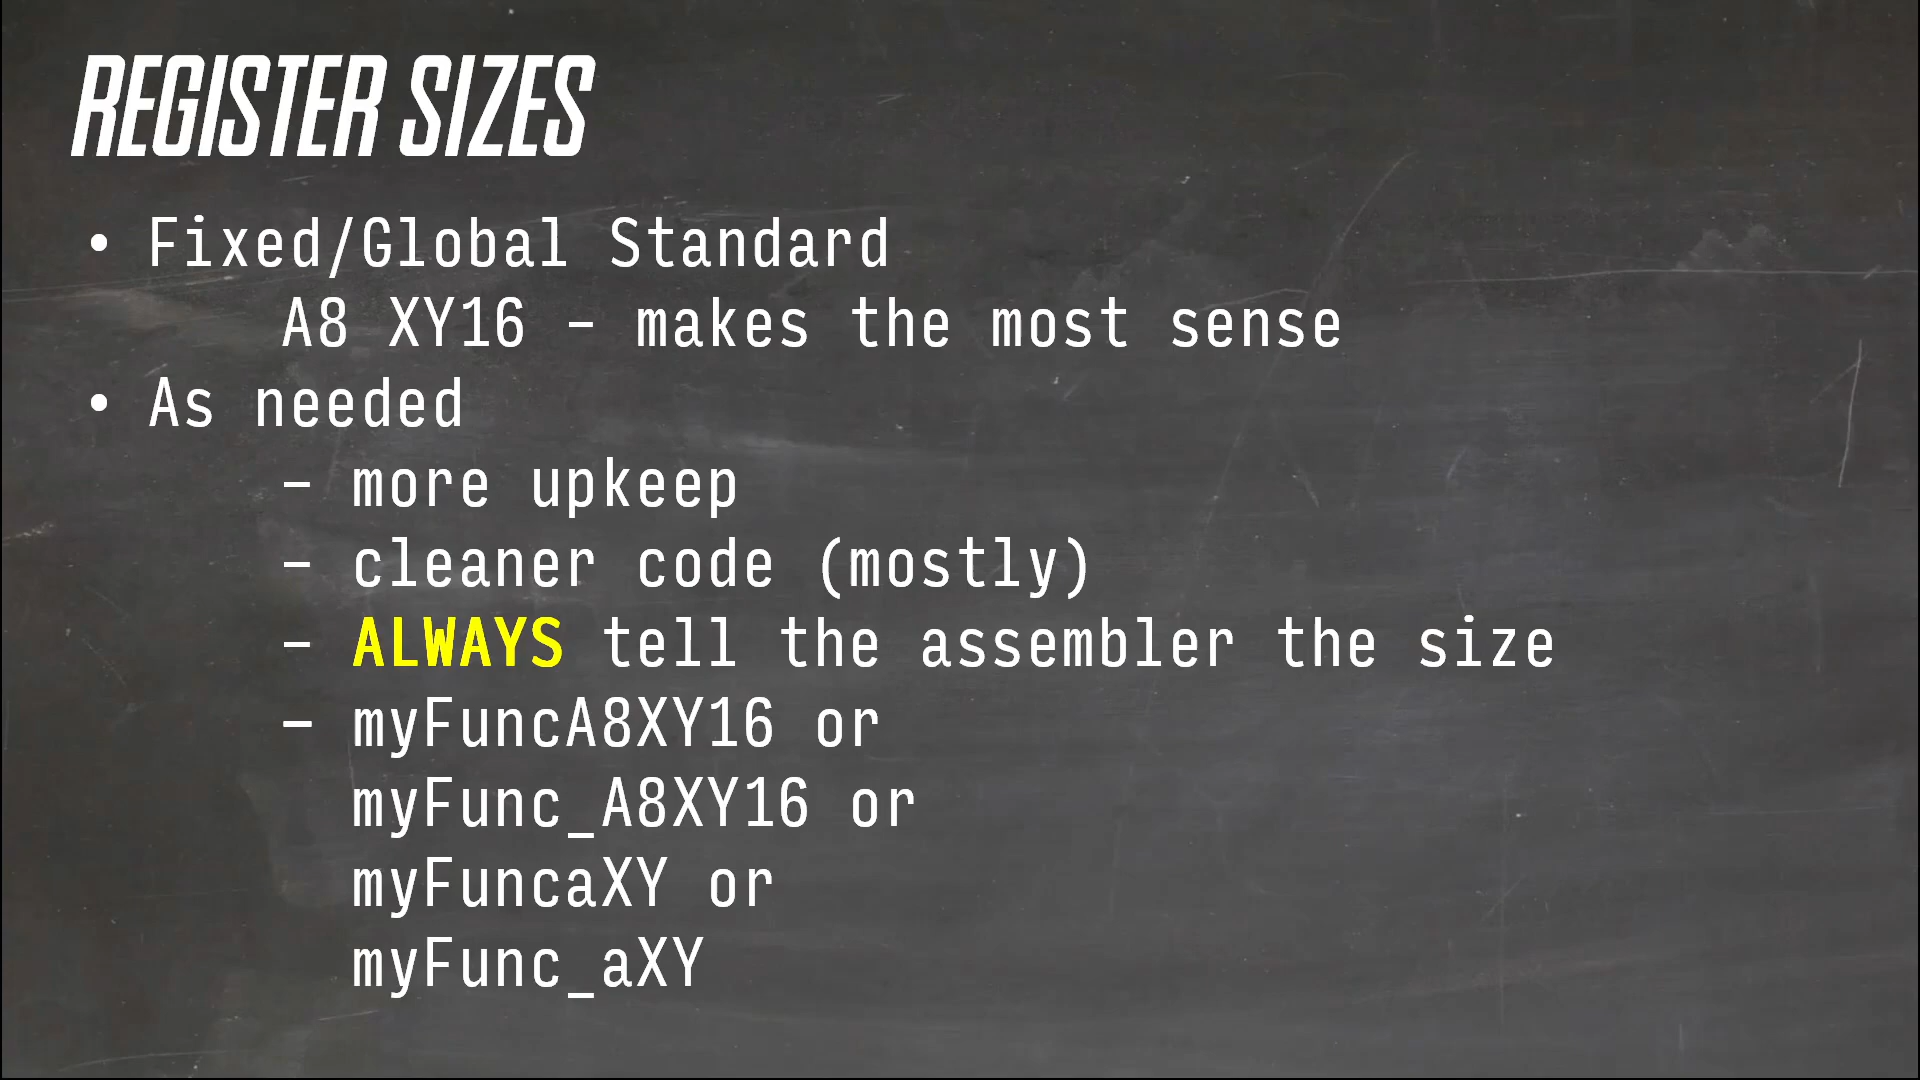 REGISTER SIZES
• Fixed/Global Standard
A8 XY16 – makes the most sense
• As needed
– more upkeep
– cleaner code (mostly)
– ALWAYS tell the assembler the size
– myFuncA8XY16 or
myFunc_A8XY16 or
myFuncaXY or
myFunc_aXY